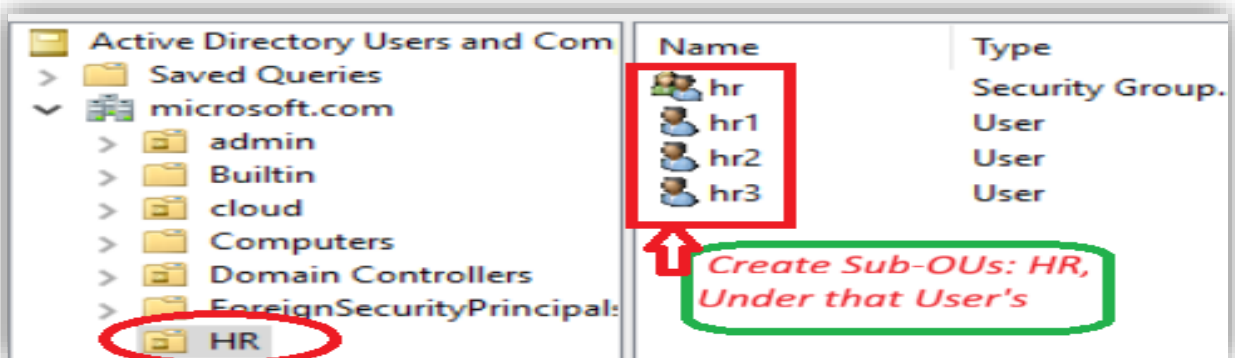 Active Directory Users and Com
Saved Queries
microsoft.com
admin
Builtin
cloud
Computers
Domain Controllers
ForeignSecurityPrincipal
HR
Name Type
hr Security Group.
hr1 User
hr2 User
hr3 User
Create Sub-OUs: HR,
Under that User's